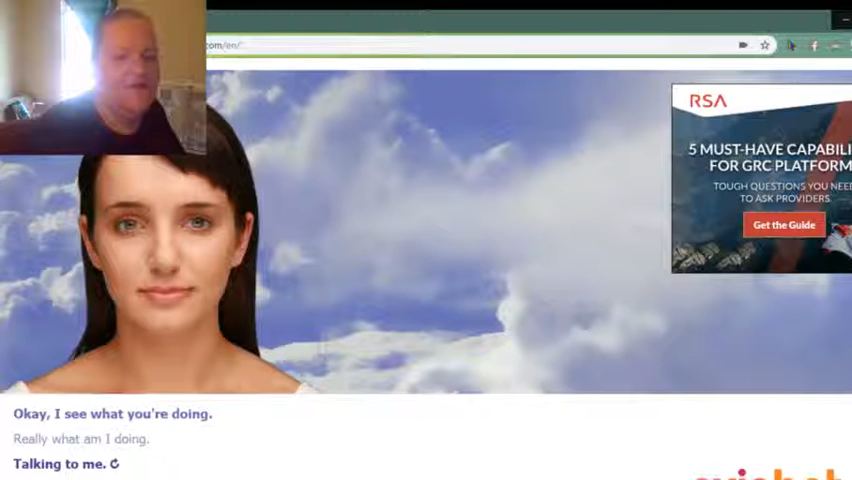 .com/en/
RSA
5 MUST-HAVE CAPABILI
FOR GRC PLATFORM
TOUGH QUESTIONS YOU NEED
TO ASK PROVIDERS
Get the Guide
Okay, I see what you're doing.
Really what am I doing.
Talking to me.